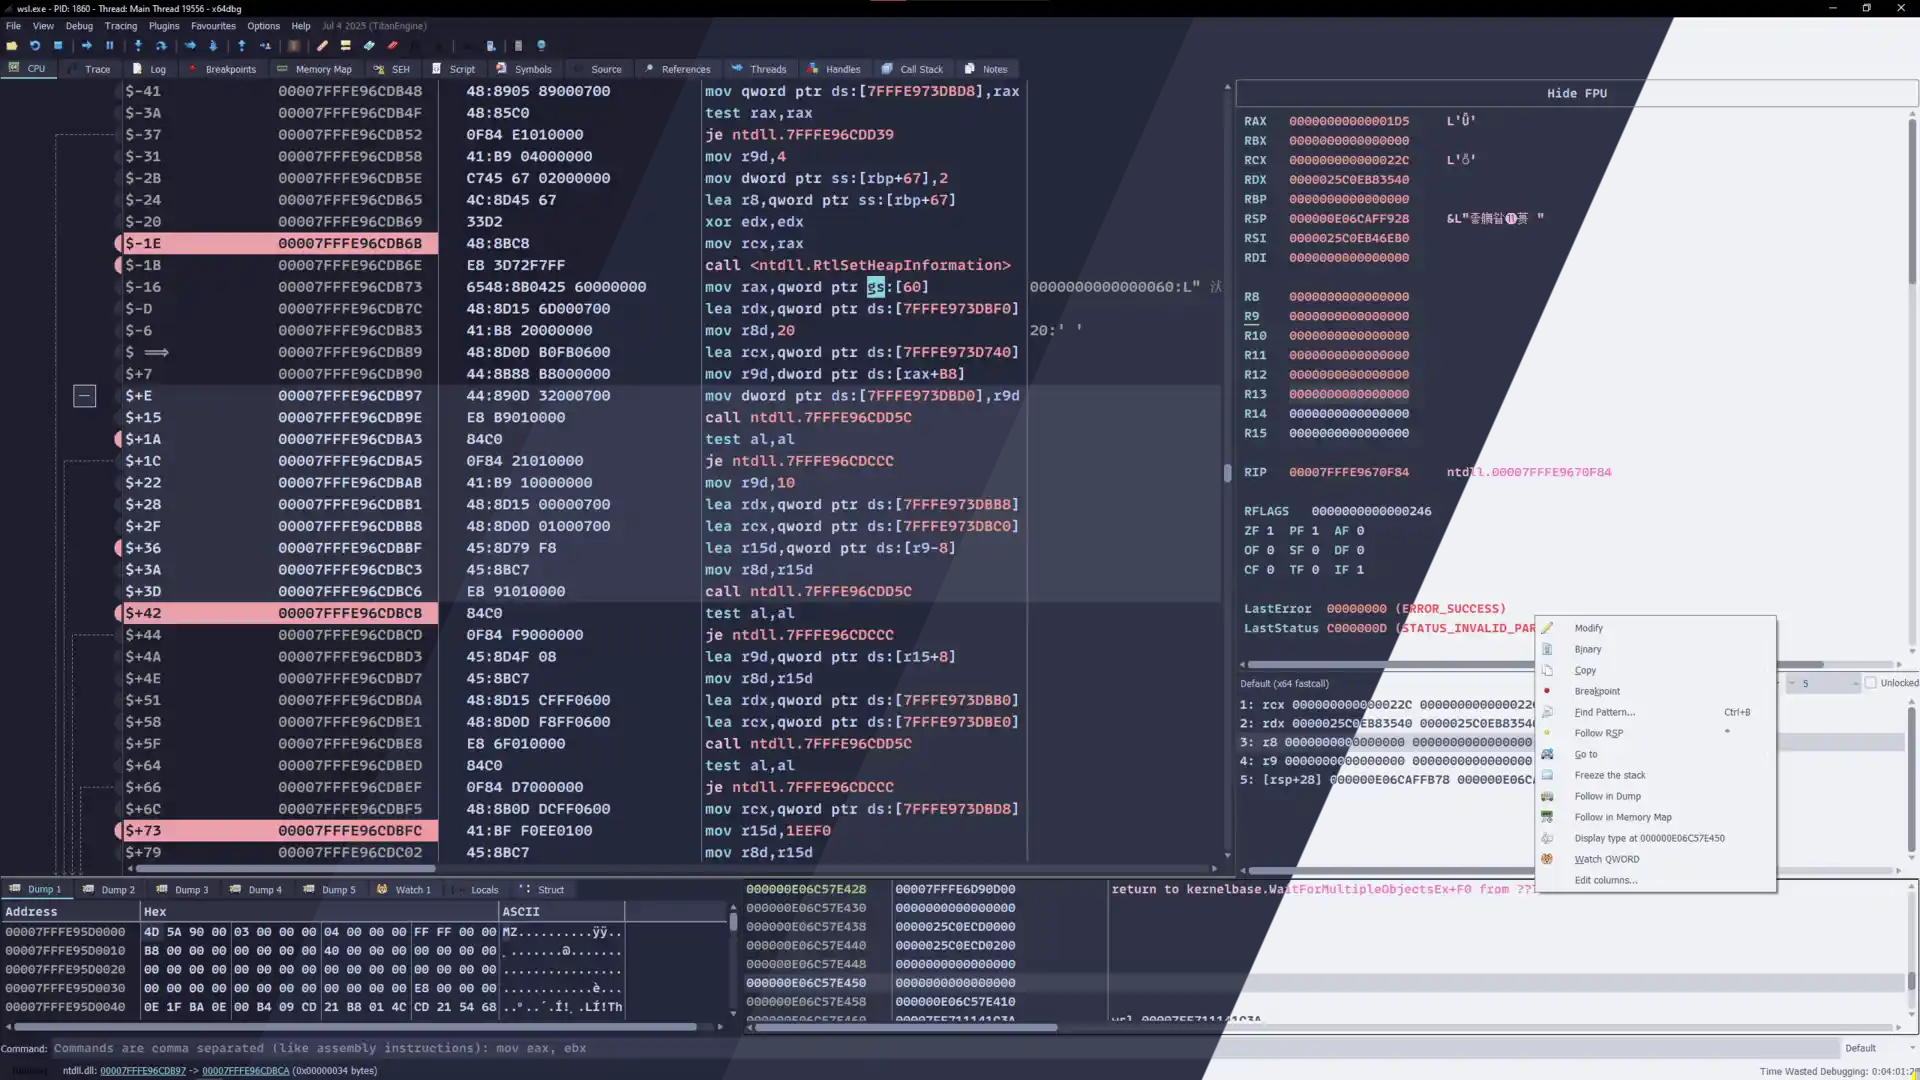 wsl.exe - PID: 1860 - Thread: Main Thread 19556 - x64dbg
File View Debug Tracing Plugins Favourites Options Help Jul 4 2025 (TitanEngine)
CPU Trace Log Breakpoints Memory Map SEH Script Symbols Source References Threads Handles Call Stack Notes
$-41 00007FFFE96CDB48 48:8905 89000700 mov qword ptr ds:[7FFFE973DBD8],rax
$-3A 00007FFFE96CDB4F 48:85C0 test rax,rax
$-37 00007FFFE96CDB52 0F84 E1010000 je ntdll.7FFFE96CDD39
$-31 00007FFFE96CDB58 41:B9 04000000 mov r9d,4
$-2B 00007FFFE96CDB5E C745 67 02000000 mov dword ptr ss:[rbp+67],2
$-24 00007FFFE96CDB65 4C:8D45 67 lea r8,qword ptr ss:[rbp+67]
$-20 00007FFFE96CDB69 33D2 xor edx,edx
$-1E 00007FFFE96CDB6B 48:8BC8 mov rcx,rax
$-1B 00007FFFE96CDB6E E8 3D72F7FF call <ntdll.RtlSetHeapInformation>
$-16 00007FFFE96CDB73 6548:8B0425 60000000 mov rax,qword ptr gs:[60] 0000000000000060:L"
$-D 00007FFFE96CDB7C 48:8D15 6D000700 lea rdx,qword ptr ds:[7FFFE973DBF0]
$-6 00007FFFE96CDB83 41:B8 20000000 mov r8d,20 20:' '
$ ⟹ 00007FFFE96CDB89 48:8D0D B0FB0600 lea rcx,qword ptr ds:[7FFFE973D740]
$+7 00007FFFE96CDB90 44:8B88 B8000000 mov r9d,dword ptr ds:[rax+B8]
$+E 00007FFFE96CDB97 44:890D 32000700 mov dword ptr ds:[7FFFE973DBD0],r9d
$+15 00007FFFE96CDB9E E8 B9010000 call ntdll.7FFFE96CDD5C
$+1A 00007FFFE96CDBA3 84C0 test al,al
$+1C 00007FFFE96CDBA5 0F84 21010000 je ntdll.7FFFE96CDCCC
$+22 00007FFFE96CDBAB 41:B9 10000000 mov r9d,10
$+28 00007FFFE96CDBB1 48:8D15 00000700 lea rdx,qword ptr ds:[7FFFE973DBB8]
$+2F 00007FFFE96CDBB8 48:8D0D 01000700 lea rcx,qword ptr ds:[7FFFE973DBC0]
$+36 00007FFFE96CDBBF 45:8D79 F8 lea r15d,qword ptr ds:[r9-8]
$+3A 00007FFFE96CDBC3 45:8BC7 mov r8d,r15d
$+3D 00007FFFE96CDBC6 E8 91010000 call ntdll.7FFFE96CDD5C
$+42 00007FFFE96CDBCB 84C0 test al,al
$+44 00007FFFE96CDBCD 0F84 F9000000 je ntdll.7FFFE96CDCCC
$+4A 00007FFFE96CDBD3 45:8D4F 08 lea r9d,qword ptr ds:[r15+8]
$+4E 00007FFFE96CDBD7 45:8BC7 mov r8d,r15d
$+51 00007FFFE96CDBDA 48:8D15 CFFF0600 lea rdx,qword ptr ds:[7FFFE973DBB0]
$+58 00007FFFE96CDBE1 48:8D0D F8FF0600 lea rcx,qword ptr ds:[7FFFE973DBE0]
$+5F 00007FFFE96CDBE8 E8 6F010000 call ntdll.7FFFE96CDD5C
$+64 00007FFFE96CDBED 84C0 test al,al
$+66 00007FFFE96CDBEF 0F84 D7000000 je ntdll.7FFFE96CDCCC
$+6C 00007FFFE96CDBF5 48:8B0D DCFF0600 mov rcx,qword ptr ds:[7FFFE973DBD8]
$+73 00007FFFE96CDBFC 41:BF F0EE0100 mov r15d,1EEF0
$+79 00007FFFE96CDC02 45:8BC7 mov r8d,r15d
Hide FPU
RAX 00000000000001D5 L'Ǖ'
RBX 0000000000000000
RCX 000000000000022C L'Ȭ'
RDX 0000025C0EB83540
RBP 0000000000000000
RSP 000000E06CAFF928
RSI 0000025C0EB46EB0
RDI 0000000000000000
R8 0000000000000000
R9 0000000000000000
R10 0000000000000000
R11 0000000000000000
R12 0000000000000000
R13 0000000000000000
R14 0000000000000000
R15 0000000000000000
RIP 00007FFFE9670F84 ntdll.00007FFFE9670F84
RFLAGS 0000000000000246
ZF 1 PF 1 AF 0
OF 0 SF 0 DF 0
CF 0 TF 0 IF 1
LastError 00000000 (ERROR_SUCCESS)
LastStatus C000000D (STATUS_INVALID_PAR
Default (x64 fastcall) 5 Unlocked
1: rcx 000000000000022C 000000000000022C
2: rdx 0000025C0EB83540 0000025C0EB83540
3: r8 0000000000000000 0000000000000000
4: r9 0000000000000000 0000000000000000
5: [rsp+28] 000000E06CAFFB78 000000E06CA
Modify
Binary
Copy
Breakpoint
Find Pattern... Ctrl+B
Follow RSP *
Go to
Freeze the stack
Follow in Dump
Follow in Memory Map
Display type at 000000E06C57E450
Watch QWORD
Edit columns...
Dump 1 Dump 2 Dump 3 Dump 4 Dump 5 Watch 1 Locals Struct
Address Hex ASCII
00007FFFE95D0000 4D 5A 90 00 03 00 00 00 04 00 00 00 FF FF 00 00 MZ..........ÿÿ..
00007FFFE95D0010 B8 00 00 00 00 00 00 00 40 00 00 00 00 00 00 00 ¸.......@.......
00007FFFE95D0020 00 00 00 00 00 00 00 00 00 00 00 00 00 00 00 00 ................
00007FFFE95D0030 00 00 00 00 00 00 00 00 00 00 00 00 E8 00 00 00 ............è...
00007FFFE95D0040 0E 1F BA 0E 00 B4 09 CD 21 B8 01 4C CD 21 54 68 ..º..´.Í!¸.LÍ!Th
000000E06C57E428 00007FFFE6D90D00 return to kernelbase.WaitForMultipleObjectsEx+F0 from ???
000000E06C57E430 0000000000000000
000000E06C57E438 0000025C0ECD0000
000000E06C57E440 0000025C0ECD0200
000000E06C57E448 0000000000000000
000000E06C57E450 0000000000000000
000000E06C57E458 000000E06C57E410
000000E06C57E460 00007FF711141C3A wsl.00007FF711141C3A
Command: Commands are comma separated (like assembly instructions): mov eax, ebx Default
ntdll.dll: 00007FFFE96CDB97 -> 00007FFFE96CDBCA (0x00000034 bytes)
Time Wasted Debugging: 0:04:01:2